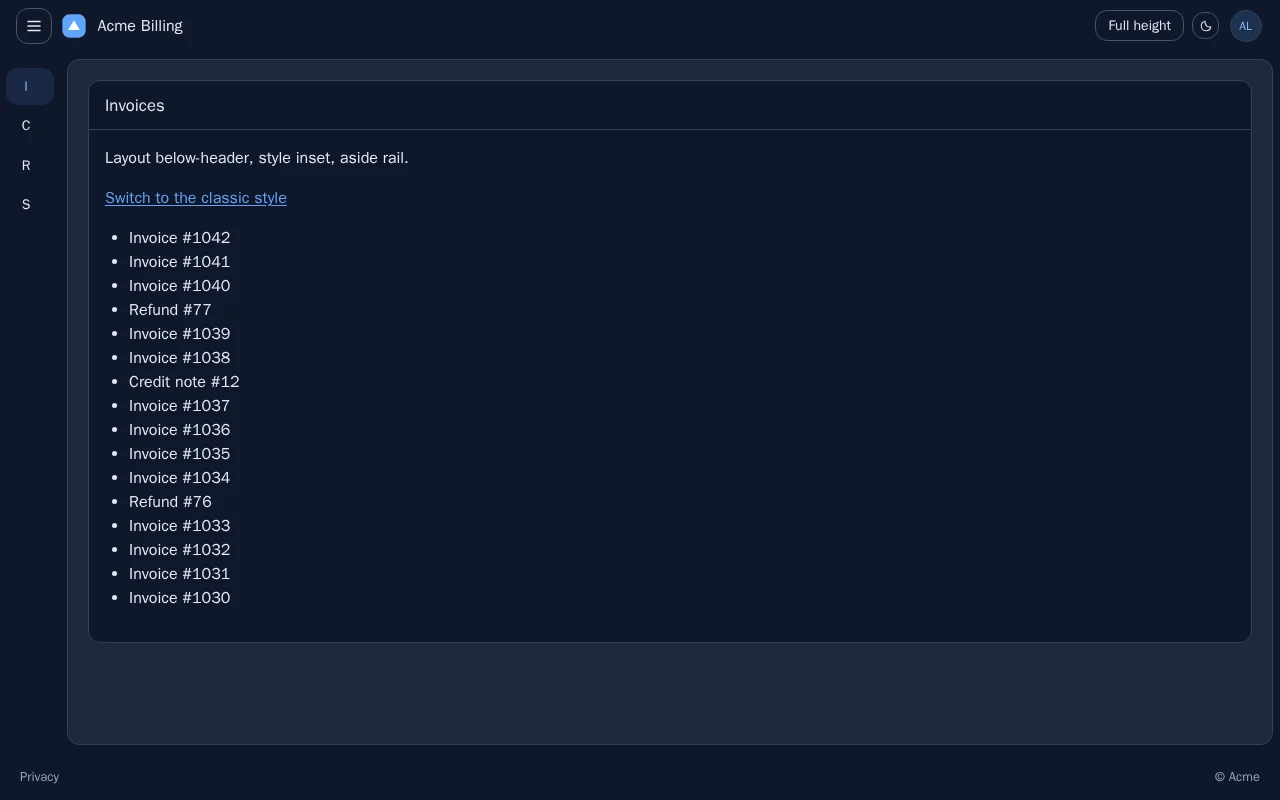 Acme Billing
Full height
AL
I
C
R
S
Invoices
Layout below-header, style inset, aside rail.
Switch to the classic style
Invoice #1042
Invoice #1041
Invoice #1040
Refund #77
Invoice #1039
Invoice #1038
Credit note #12
Invoice #1037
Invoice #1036
Invoice #1035
Invoice #1034
Refund #76
Invoice #1033
Invoice #1032
Invoice #1031
Invoice #1030
Privacy
© Acme